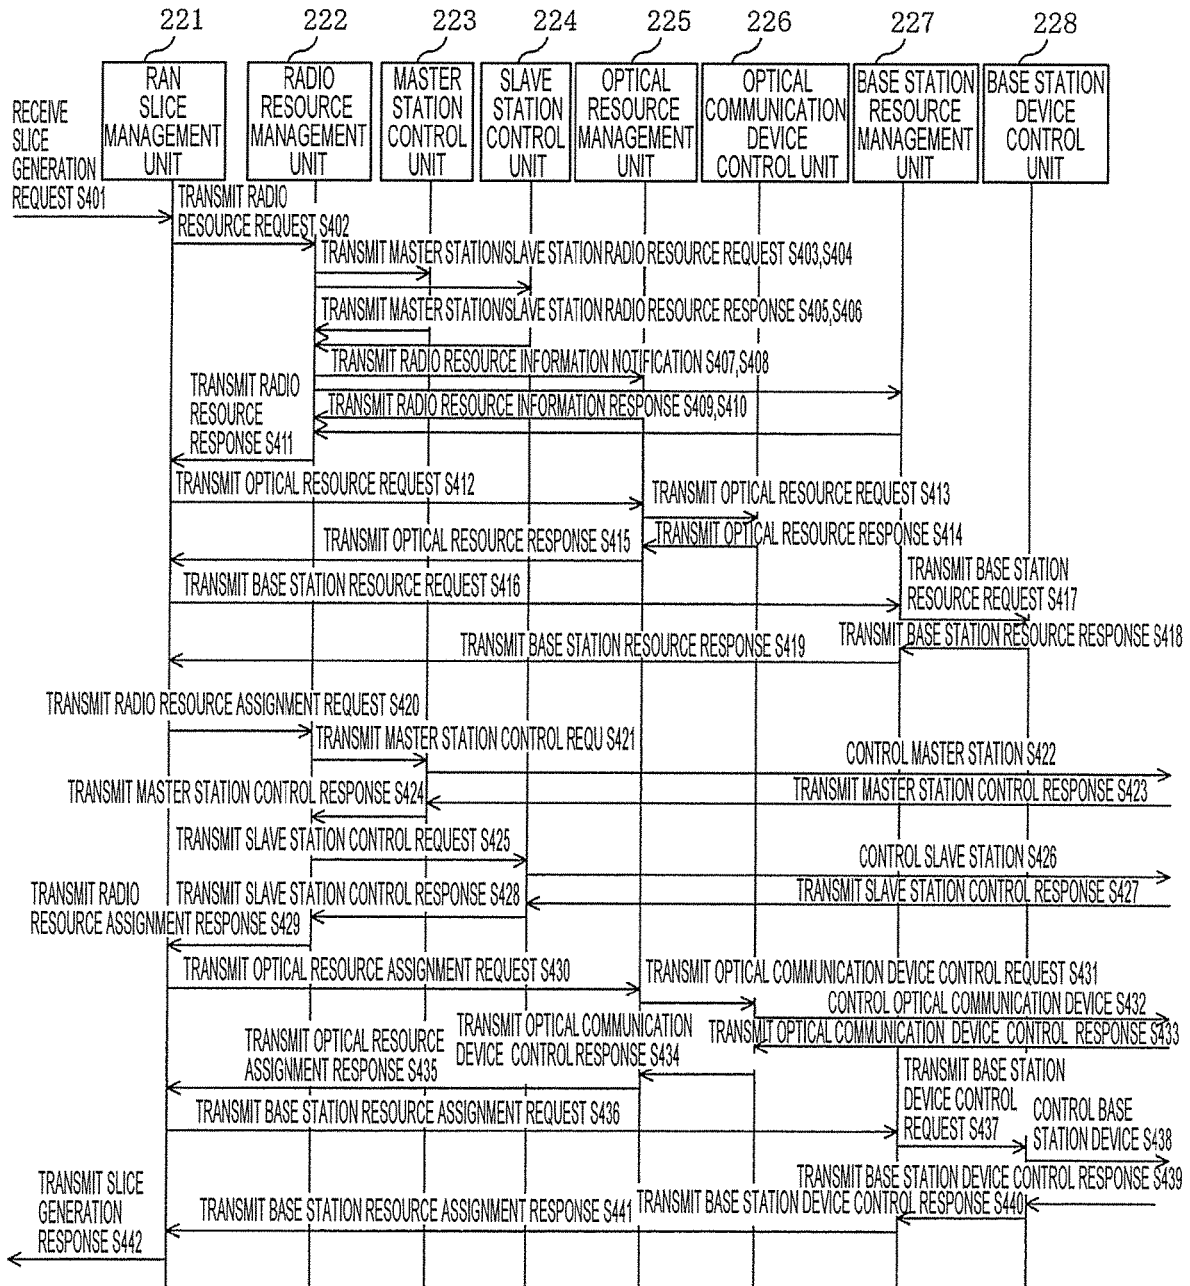 221 222 223 224 225 226 227 228
RAN
SLICE
MANAGEMENT
UNIT
RADIO
RESOURCE
MANAGEMENT
UNIT
MASTER
STATION
CONTROL
UNIT
SLAVE
STATION
CONTROL
UNIT
OPTICAL
RESOURCE
MANAGEMENT
UNIT
OPTICAL
COMMUNICATION
DEVICE
CONTROL UNIT
BASE STATION
RESOURCE
MANAGEMENT
UNIT
BASE STATION
DEVICE
CONTROL
UNIT
RECEIVE
SLICE
GENERATION
REQUEST S401
TRANSMIT RADIO
RESOURCE REQUEST S402
TRANSMIT MASTER STATION/SLAVE STATION RADIO RESOURCE REQUEST S403,S404
TRANSMIT MASTER STATION/SLAVE STATION RADIO RESOURCE RESPONSE S405,S406
TRANSMIT RADIO RESOURCE INFORMATION NOTIFICATION S407,S408
TRANSMIT RADIO RESOURCE INFORMATION RESPONSE S409,S410
TRANSMIT RADIO
RESOURCE
RESPONSE S411
TRANSMIT OPTICAL RESOURCE REQUEST S412
TRANSMIT OPTICAL RESOURCE REQUEST S413
TRANSMIT OPTICAL RESOURCE RESPONSE S414
TRANSMIT OPTICAL RESOURCE RESPONSE S415
TRANSMIT BASE STATION RESOURCE REQUEST S416
TRANSMIT BASE STATION
RESOURCE REQUEST S417
TRANSMIT BASE STATION RESOURCE RESPONSE S418
TRANSMIT BASE STATION RESOURCE RESPONSE S419
TRANSMIT RADIO RESOURCE ASSIGNMENT REQUEST S420
TRANSMIT MASTER STATION CONTROL REQU S421
CONTROL MASTER STATION S422
TRANSMIT MASTER STATION CONTROL RESPONSE S423
TRANSMIT MASTER STATION CONTROL RESPONSE S424
TRANSMIT SLAVE STATION CONTROL REQUEST S425
CONTROL SLAVE STATION S426
TRANSMIT SLAVE STATION CONTROL RESPONSE S427
TRANSMIT SLAVE STATION CONTROL RESPONSE S428
TRANSMIT RADIO
RESOURCE ASSIGNMENT RESPONSE S429
TRANSMIT OPTICAL RESOURCE ASSIGNMENT REQUEST S430
TRANSMIT OPTICAL COMMUNICATION DEVICE CONTROL REQUEST S431
CONTROL OPTICAL COMMUNICATION DEVICE S432
TRANSMIT OPTICAL COMMUNICATION DEVICE CONTROL RESPONSE S433
TRANSMIT OPTICAL COMMUNICATION
DEVICE CONTROL RESPONSE S434
TRANSMIT OPTICAL RESOURCE
ASSIGNMENT RESPONSE S435
TRANSMIT BASE STATION RESOURCE ASSIGNMENT REQUEST S436
TRANSMIT BASE STATION
DEVICE CONTROL
REQUEST S437
CONTROL BASE
STATION DEVICE S438
TRANSMIT BASE STATION DEVICE CONTROL RESPONSE S439
TRANSMIT BASE STATION DEVICE CONTROL RESPONSE S440
TRANSMIT BASE STATION RESOURCE ASSIGNMENT RESPONSE S441
TRANSMIT SLICE
GENERATION
RESPONSE S442